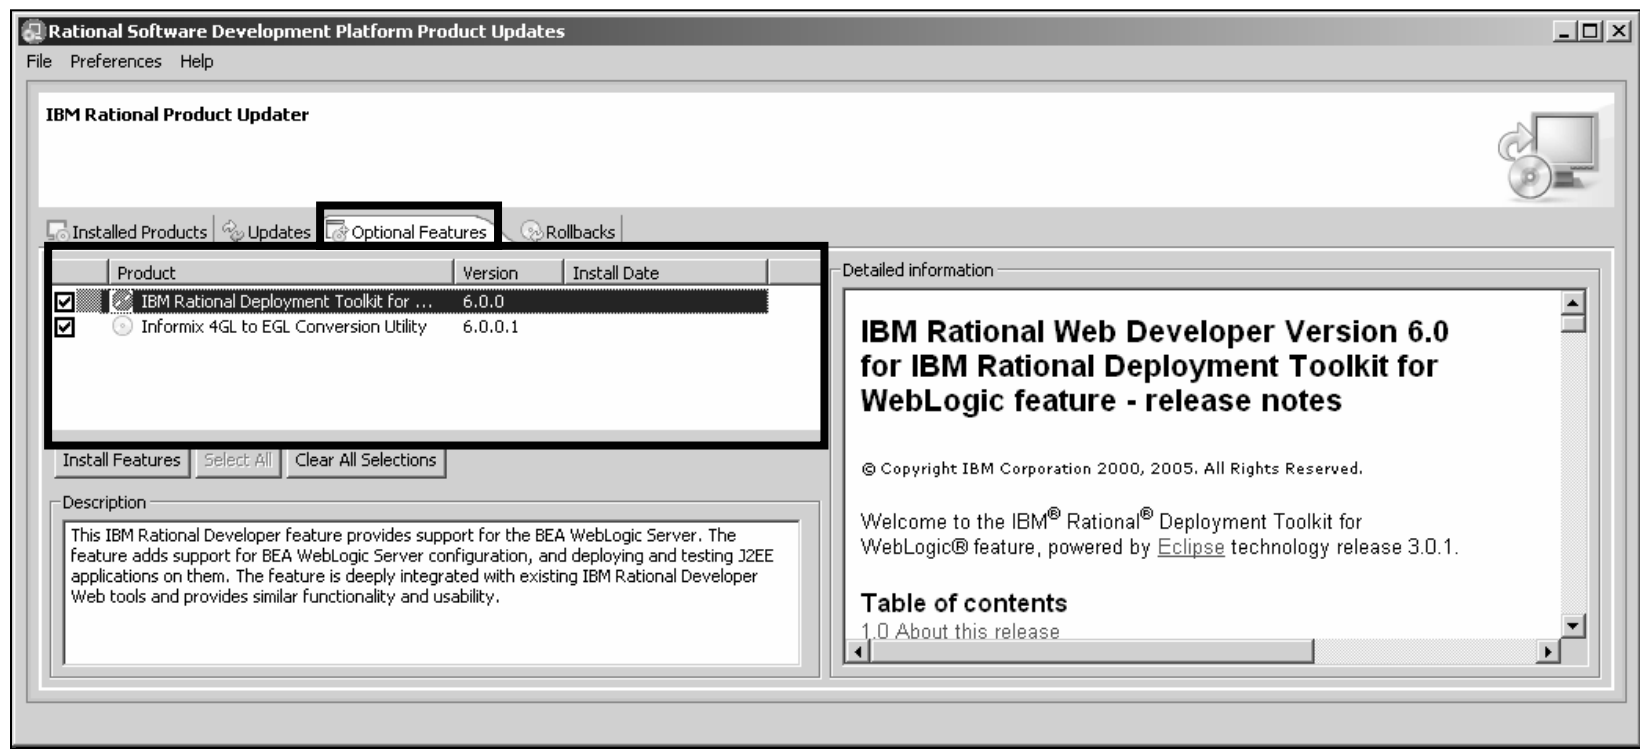 Rational Software Development Platform Product Updates
File Preferences Help
IBM Rational Product Updater
Installed Products Updates Optional Features Rollbacks
Product Version Install Date
IBM Rational Deployment Toolkit for ... 6.0.0
Informix 4GL to EGL Conversion Utility 6.0.0.1
Install Features Select All Clear All Selections
Description
This IBM Rational Developer feature provides support for the BEA WebLogic Server. The
feature adds support for BEA WebLogic Server configuration, and deploying and testing J2EE
applications on them. The feature is deeply integrated with existing IBM Rational Developer
Web tools and provides similar functionality and usability.
Detailed information
IBM Rational Web Developer Version 6.0
for IBM Rational Deployment Toolkit for
WebLogic feature - release notes
© Copyright IBM Corporation 2000, 2005. All Rights Reserved.
Welcome to the IBM® Rational® Deployment Toolkit for
WebLogic® feature, powered by Eclipse technology release 3.0.1.
Table of contents
1.0 About this release